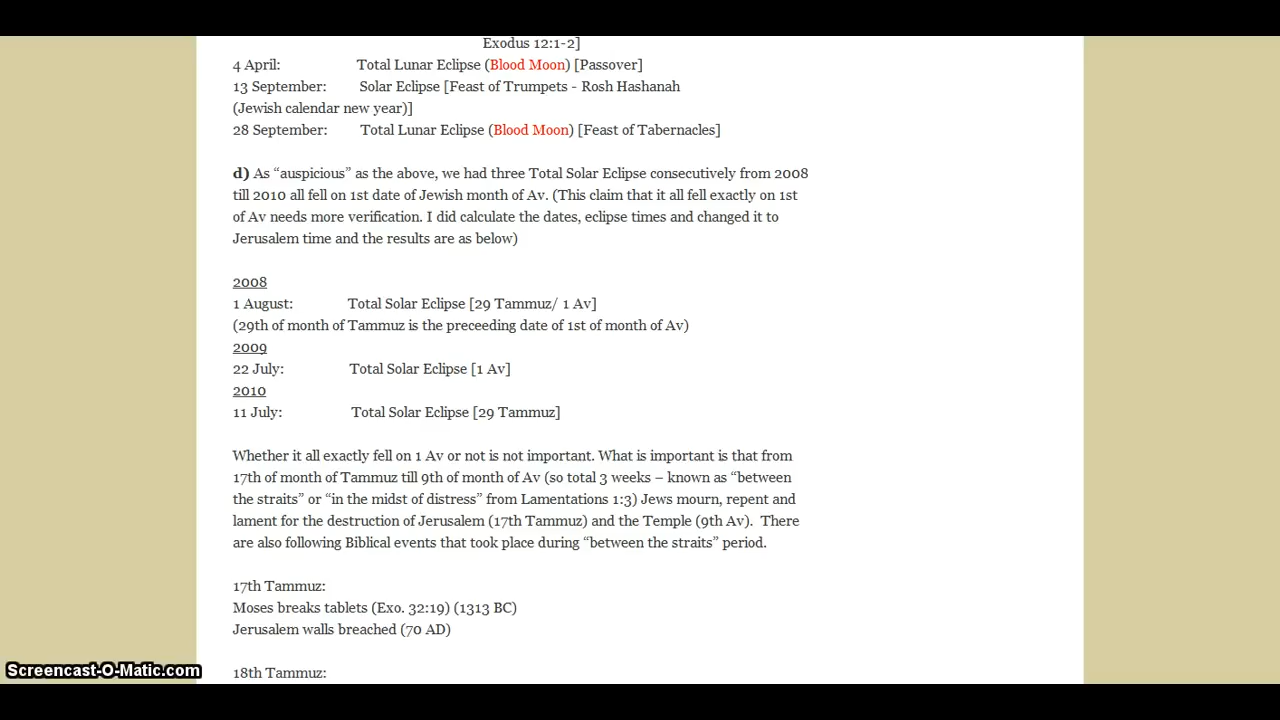 Exodus 12:1-2]
4 April: Total Lunar Eclipse (Blood Moon) [Passover]
13 September: Solar Eclipse [Feast of Trumpets - Rosh Hashanah
(Jewish calendar new year)]
28 September: Total Lunar Eclipse (Blood Moon) [Feast of Tabernacles]
d) As “auspicious” as the above, we had three Total Solar Eclipse consecutively from 2008
till 2010 all fell on 1st date of Jewish month of Av. (This claim that it all fell exactly on 1st
of Av needs more verification. I did calculate the dates, eclipse times and changed it to
Jerusalem time and the results are as below)
2008
1 August: Total Solar Eclipse [29 Tammuz/ 1 Av]
(29th of month of Tammuz is the preceeding date of 1st of month of Av)
2009
22 July: Total Solar Eclipse [1 Av]
2010
11 July: Total Solar Eclipse [29 Tammuz]
Whether it all exactly fell on 1 Av or not is not important. What is important is that from
17th of month of Tammuz till 9th of month of Av (so total 3 weeks – known as “between
the straits” or “in the midst of distress” from Lamentations 1:3) Jews mourn, repent and
lament for the destruction of Jerusalem (17th Tammuz) and the Temple (9th Av).  There
are also following Biblical events that took place during “between the straits” period.
17th Tammuz:
Moses breaks tablets (Exo. 32:19) (1313 BC)
Jerusalem walls breached (70 AD)
18th Tammuz:
Screencast-O-Matic.com